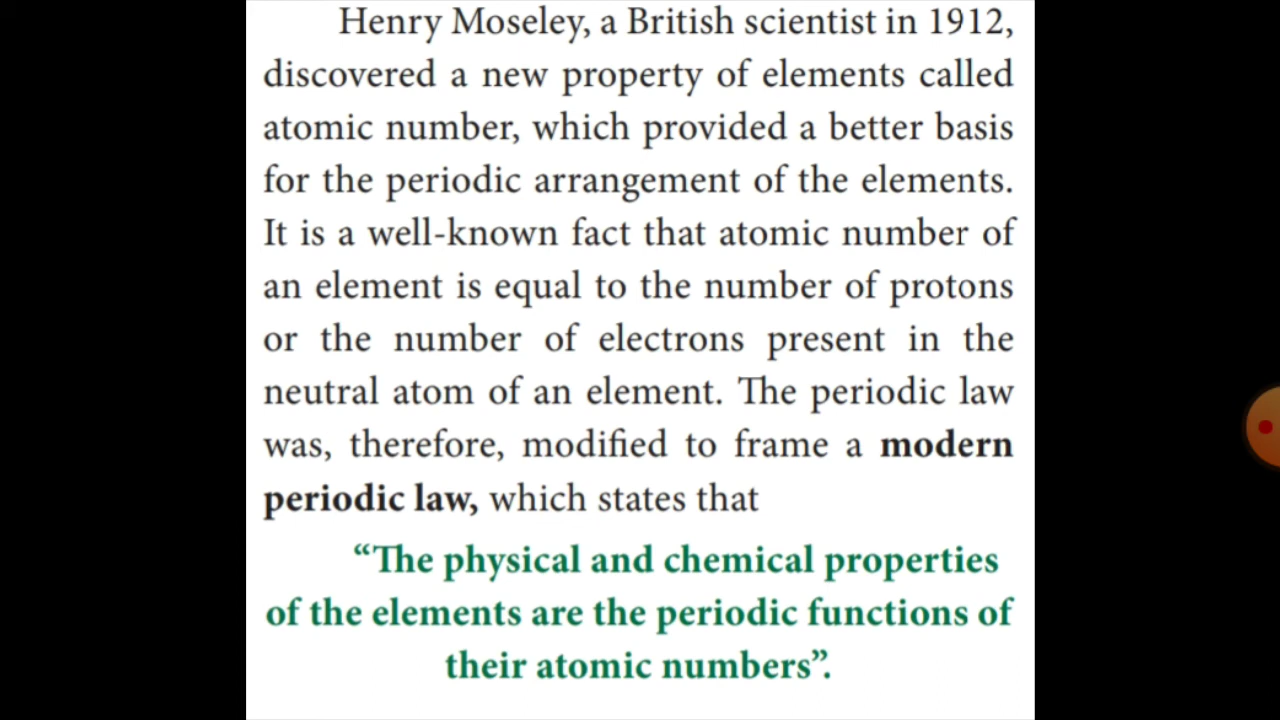 Henry Moseley, a British scientist in 1912,
discovered a new property of elements called
atomic number, which provided a better basis
for the periodic arrangement of the elements.
It is a well-known fact that atomic number of
an element is equal to the number of protons
or the number of electrons present in the
neutral atom of an element. The periodic law
was, therefore, modified to frame a modern
periodic law, which states that
“The physical and chemical properties
of the elements are the periodic functions of
their atomic numbers”.